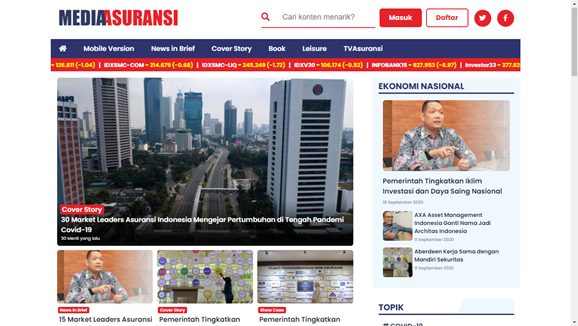 MEDIAASURANSI
Cari konten menarik?
Masuk
Daftar
Mobile Version
News in Brief
Cover Story
Book
Leisure
TVAsuransi
126.811 (-1.04) | IDXSMC-COM 214.679 (-0.66) | IDXSMC-LIQ 245.249 (-1.72) | IDXV30 106.174 (-0.52) | INFOBANK15 827.953 (-6.97) | Investor33 377.62
Cover Story
30 Market Leaders Asuransi Indonesia Mengejar Pertumbuhan di Tengah Pandemi
Covid-19
30 Menit yang lalu
News in Brief
15 Market Leaders Asuransi
Cover Story
Pemerintah Tingkatkan
Show Case
Pemerintah Tingkatkan
EKONOMI NASIONAL
Pemerintah Tingkatkan Iklim
Investasi dan Daya Saing Nasional
18 September 2020
AXA Asset Management
Indonesia Ganti Nama Jadi
Architas Indonesia
11 September 2020
Aberdeen Kerja Sama dengan
Mandiri Sekuritas
11 September 2020
TOPIK
# COVID-19